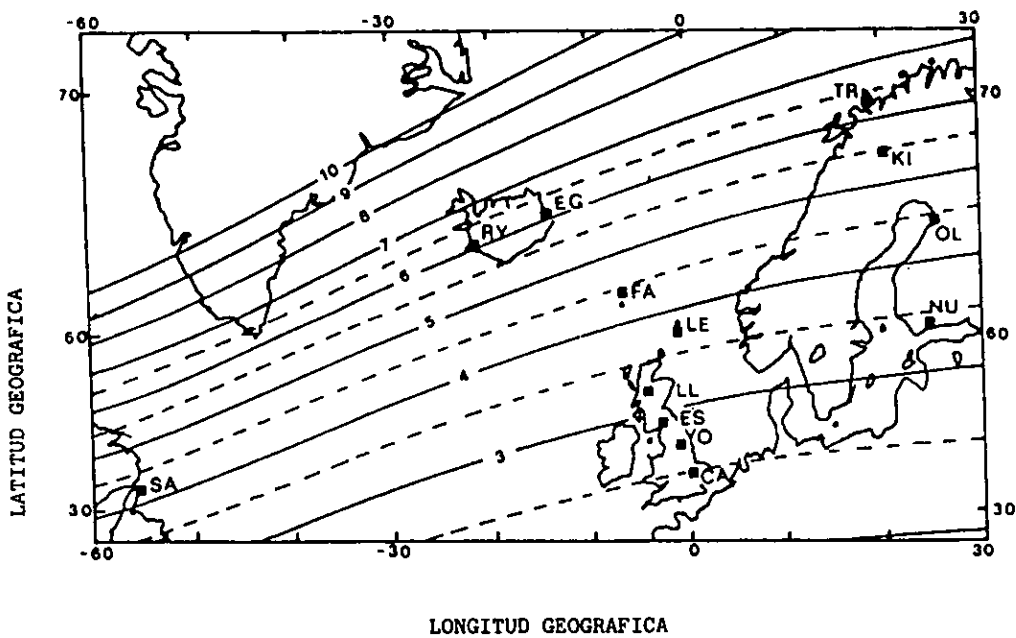 -60 -30 0 30
70 TR 70
KI
10
9
8
EG
7
RY
OL
6
FA
5
NU
LE
60 60
4
LL
ES
YO
3
CA
SA
30 30
-60 -30 0 30
LATITUD GEOGRAFICA
LONGITUD GEOGRAFICA